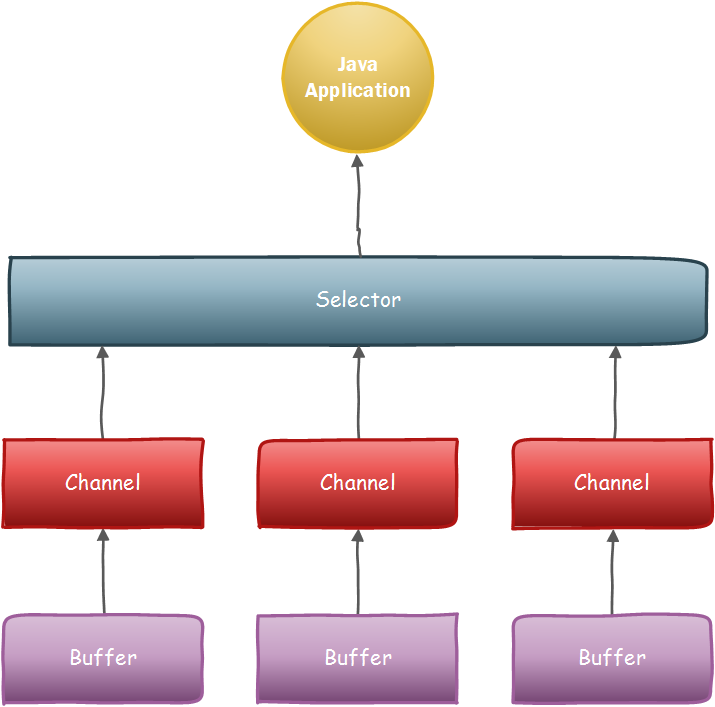 Java
Application
Selector
Channel
Channel
Channel
Buffer
Buffer
Buffer